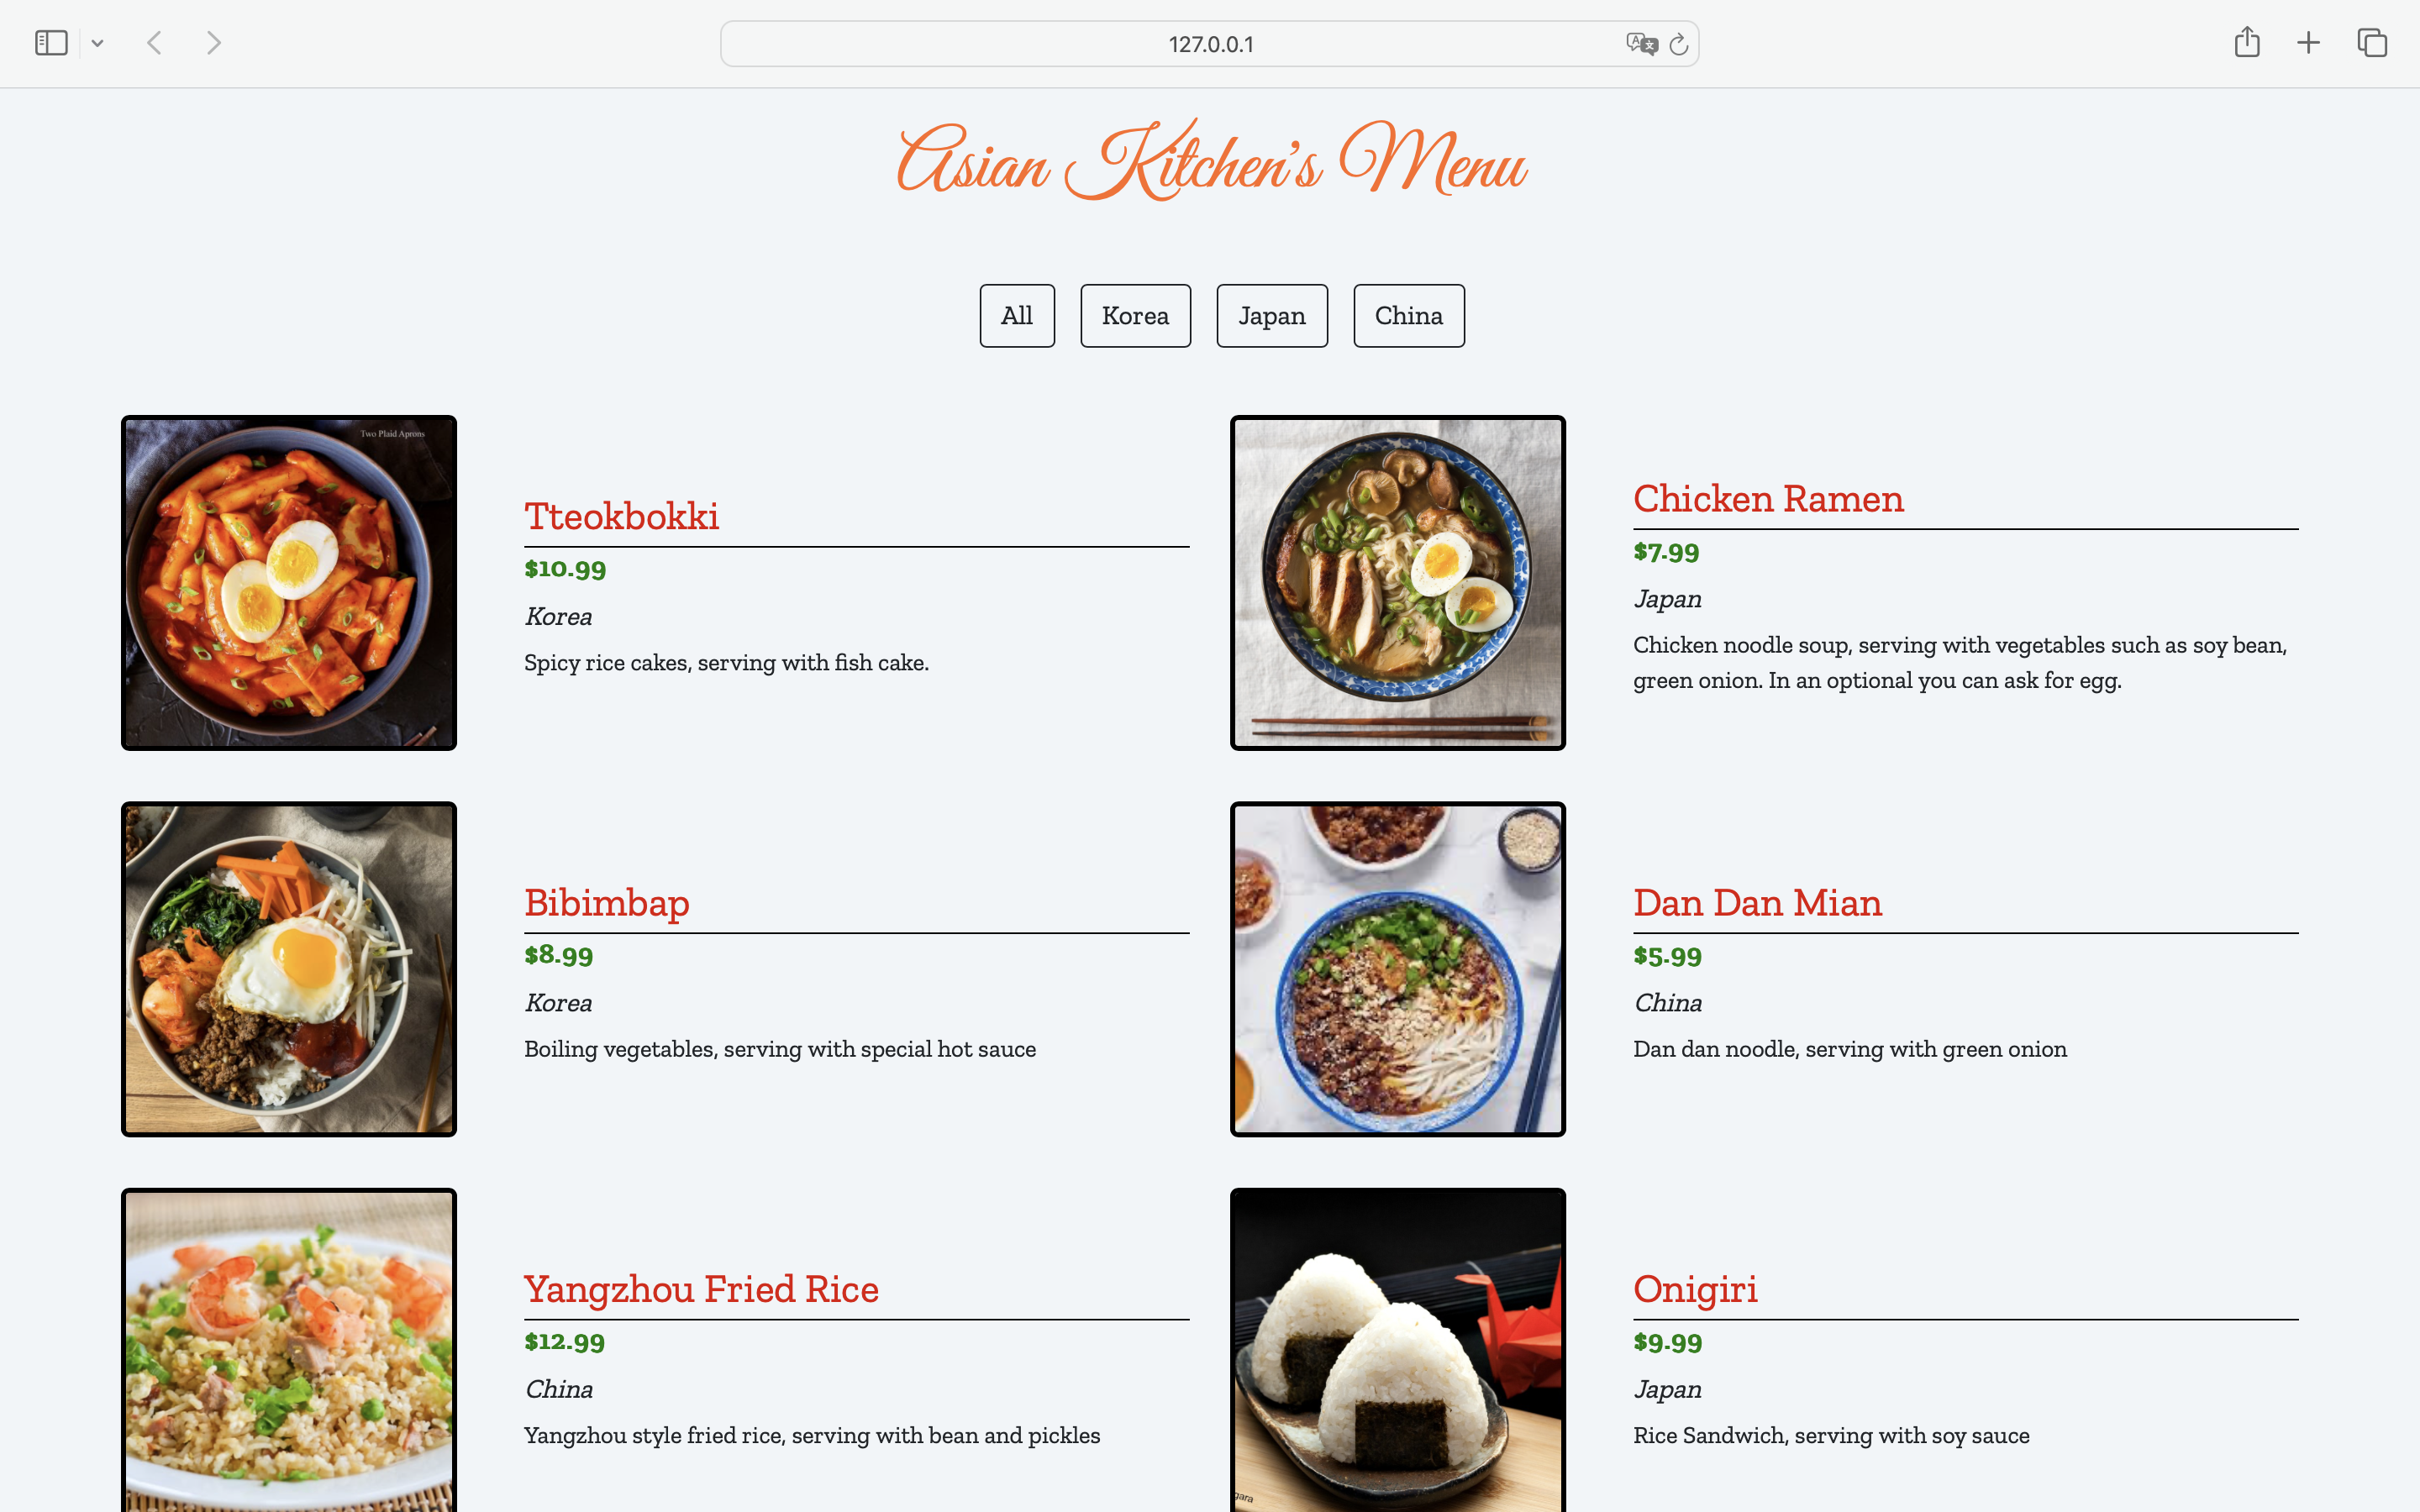 127.0.0.1
Asian Kitchen's Menu
All
Korea
Japan
China
Two Plaid Aprons
Tteokbokki
$10.99
Korea
Spicy rice cakes, serving with fish cake.
Chicken Ramen
$7.99
Japan
Chicken noodle soup, serving with vegetables such as soy bean,
green onion. In an optional you can ask for egg.
Bibimbap
$8.99
Korea
Boiling vegetables, serving with special hot sauce
Dan Dan Mian
$5.99
China
Dan dan noodle, serving with green onion
Yangzhou Fried Rice
$12.99
China
Yangzhou style fried rice, serving with bean and pickles
Onigiri
$9.99
Japan
Rice Sandwich, serving with soy sauce